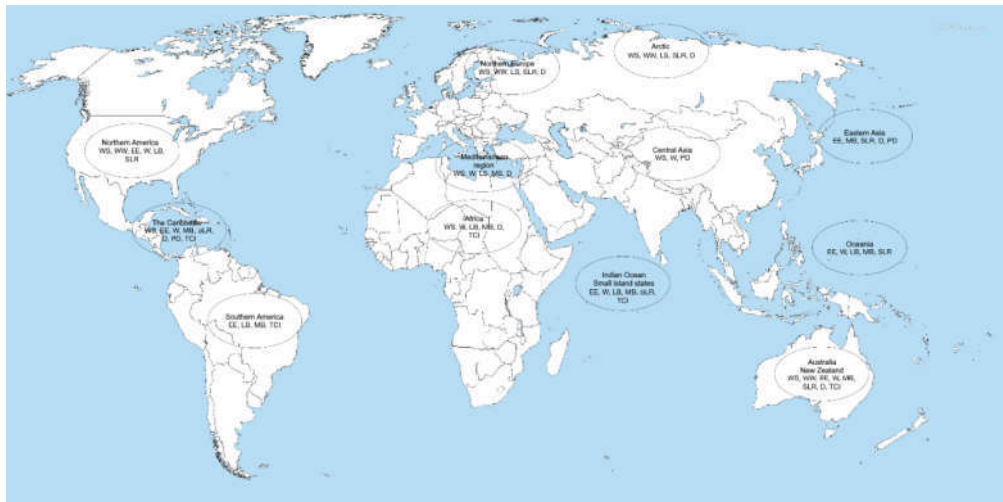 Arctic
WS, WW, LS, SLR, D
Northern Europe
WS, WW, LS, SLR, D
Northern America
WS, WW, EE, W, LB,
SLR
Eastern Asia
EE, MB, SLR, D, PD
Central Asia
WS, W, PD
Mediterranean
region
WS, W, LS, MB, D
The Caribbean
WS, EE, W, MB, SLR,
D, PD, TCI
Africa
WS, W, LB, MB, D,
TCI
Oceania
EE, W, LB, MB, SLR
Indian Ocean
Small island states
EE, W, LB, MB, SLR,
TCI
Southern America
EE, LB, MB, TCI
Australia
New Zealand
WS, WW, EE, W, MB,
SLR, D, TCI